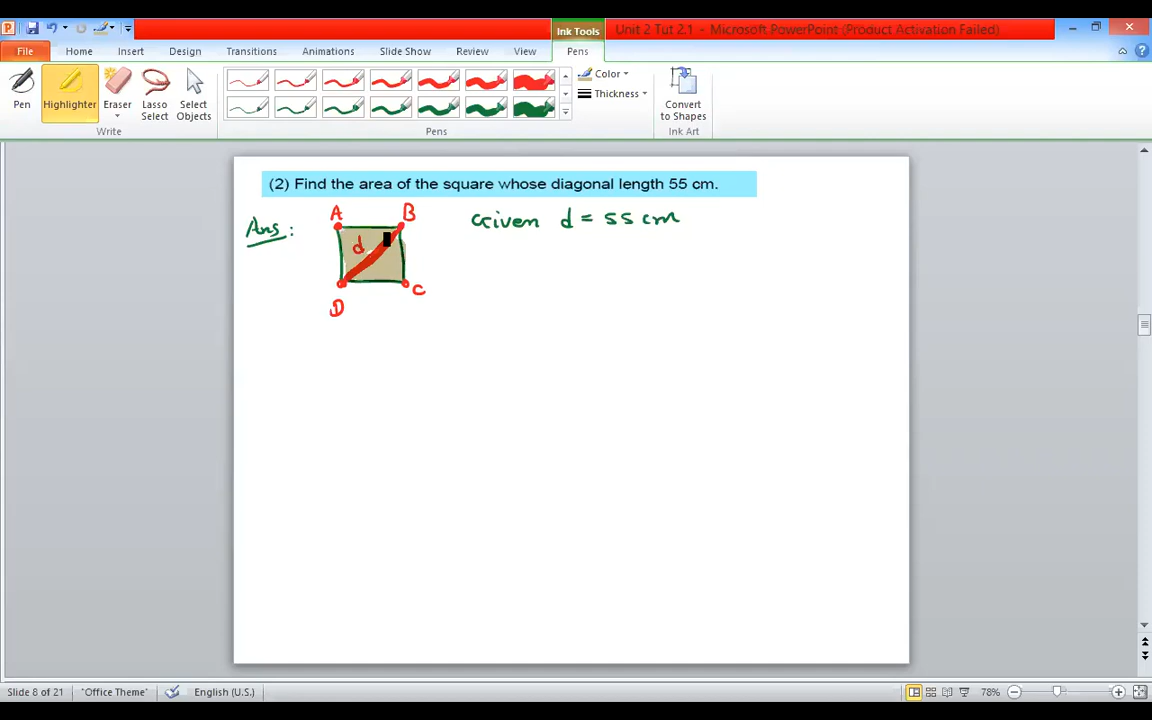 Ink Tools
Unit 2 Tut 2.1 - Microsoft PowerPoint (Product Activation Failed)
File Home Insert Design Transitions Animations Slide Show Review View Pens
Pen Highlighter Eraser Lasso Select Select Objects
Color
Thickness
Convert to Shapes
Write Pens Ink Art
(2) Find the area of the square whose diagonal length 55 cm.
Ans:
A B
Given d = 55 cm
d
D C
Slide 8 of 21 "Office Theme" English (U.S.) 78%